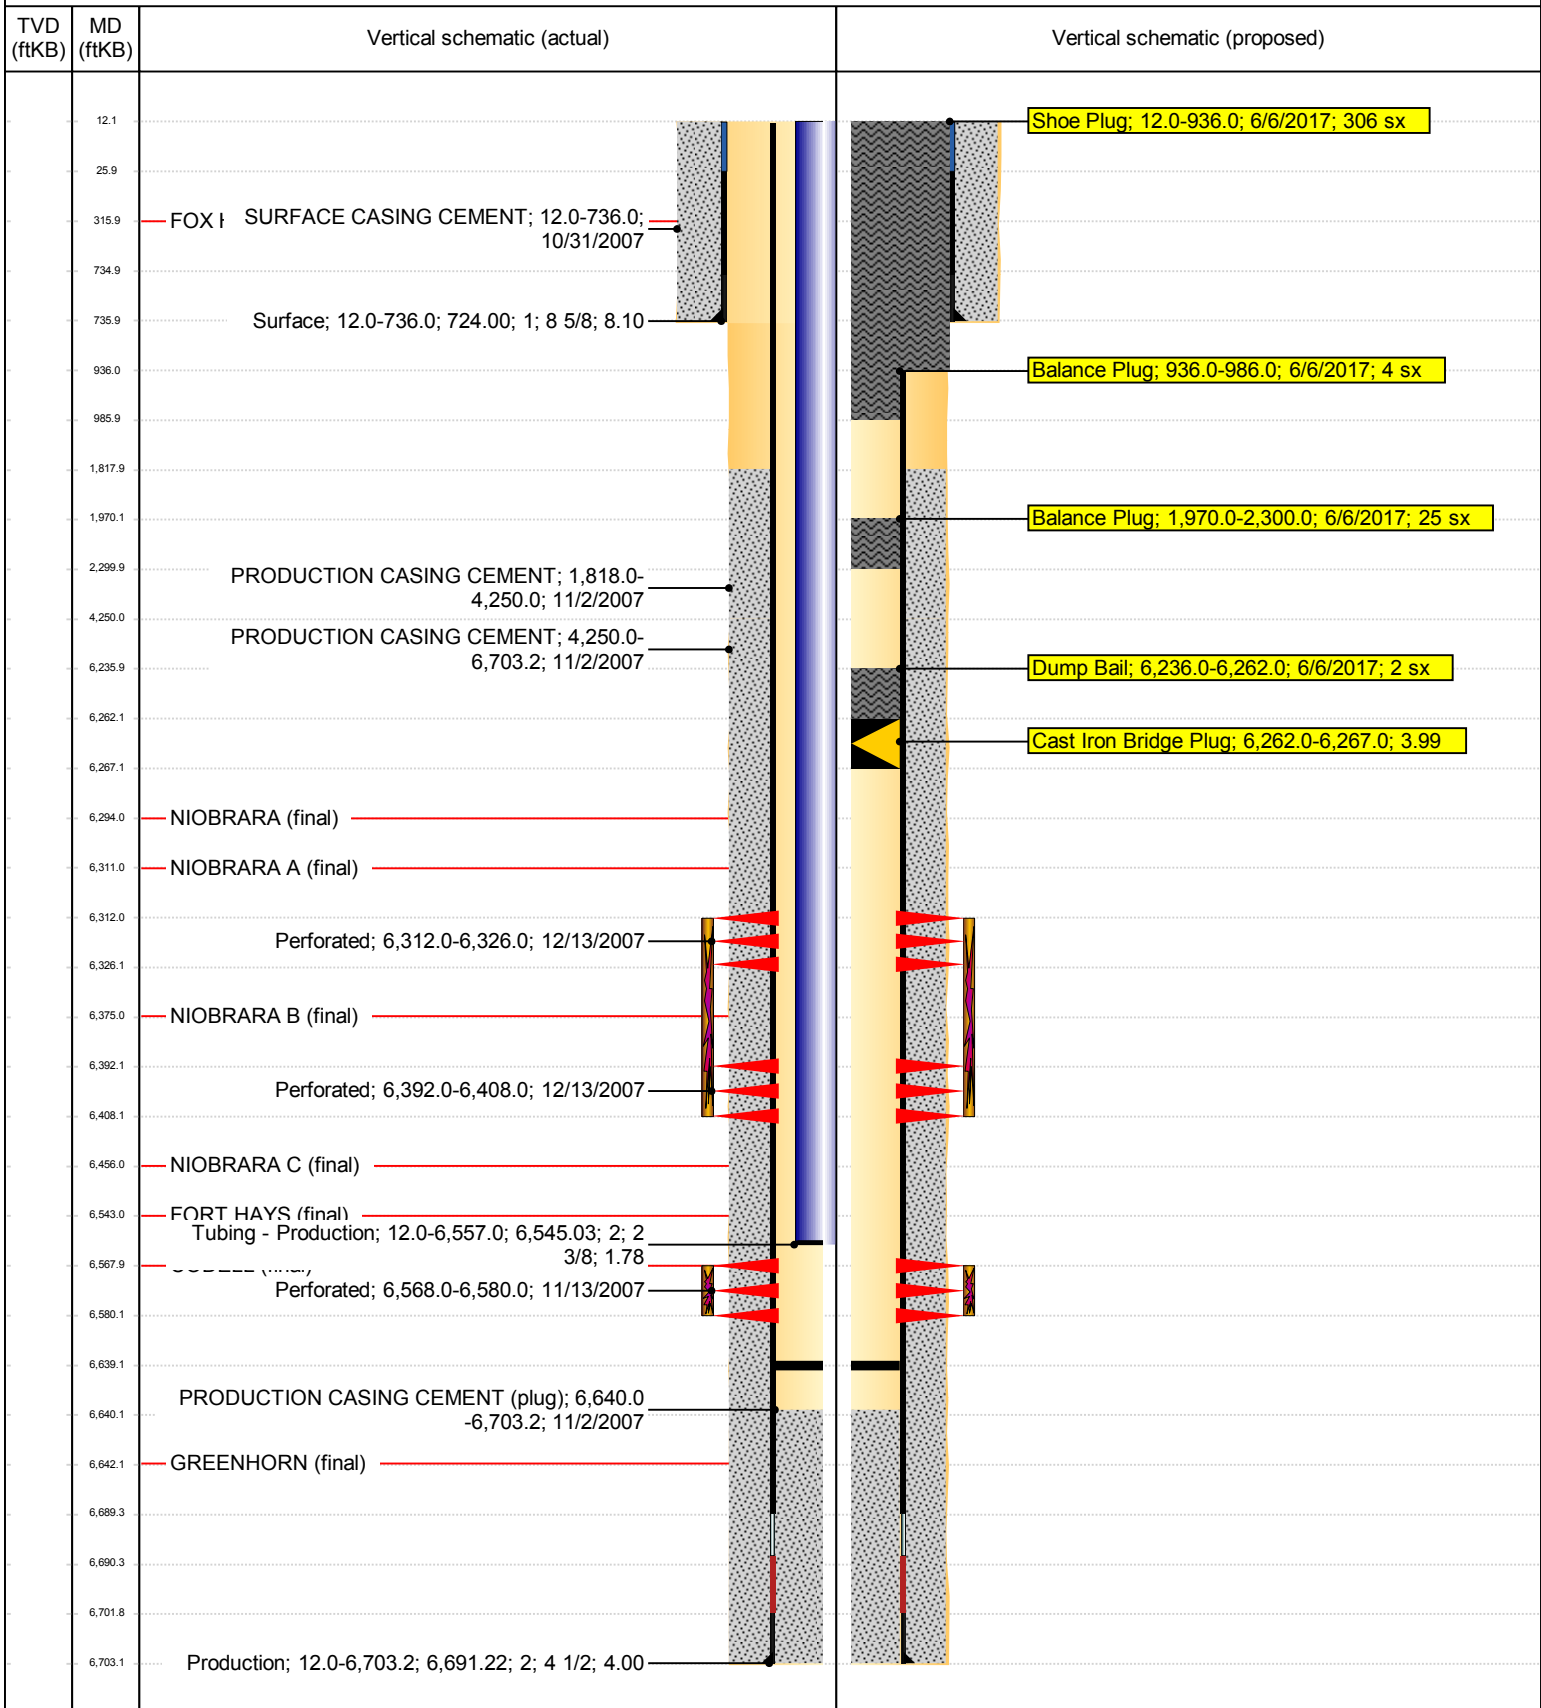 TVD (ftKB)
MD (ftKB)
Vertical schematic (actual)
Vertical schematic (proposed)
12.1
Shoe Plug; 12.0-936.0; 6/6/2017; 306 sx
25.9
315.9
FOX
SURFACE CASING CEMENT; 12.0-736.0;
10/31/2007
734.9
735.9
Surface; 12.0-736.0; 724.00; 1; 8 5/8; 8.10
936.0
Balance Plug; 936.0-986.0; 6/6/2017; 4 sx
985.9
1,817.9
1,970.1
Balance Plug; 1,970.0-2,300.0; 6/6/2017; 25 sx
2,299.9
PRODUCTION CASING CEMENT; 1,818.0-
4,250.0; 11/2/2007
4,250.0
PRODUCTION CASING CEMENT; 4,250.0-
6,703.2; 11/2/2007
6,235.9
Dump Bail; 6,236.0-6,262.0; 6/6/2017; 2 sx
6,262.1
Cast Iron Bridge Plug; 6,262.0-6,267.0; 3.99
6,267.1
6,294.0
NIOBRARA (final)
6,311.0
NIOBRARA A (final)
6,312.0
Perforated; 6,312.0-6,326.0; 12/13/2007
6,326.1
6,375.0
NIOBRARA B (final)
6,392.1
Perforated; 6,392.0-6,408.0; 12/13/2007
6,408.1
6,456.0
NIOBRARA C (final)
6,543.0
FORT HAYS (final)
Tubing - Production; 12.0-6,557.0; 6,545.03; 2; 2
3/8; 1.78
6,567.9
Perforated; 6,568.0-6,580.0; 11/13/2007
6,580.1
6,639.1
PRODUCTION CASING CEMENT (plug); 6,640.0
-6,703.2; 11/2/2007
6,640.1
6,642.1
GREENHORN (final)
6,689.3
6,690.3
6,701.8
6,703.1
Production; 12.0-6,703.2; 6,691.22; 2; 4 1/2; 4.00